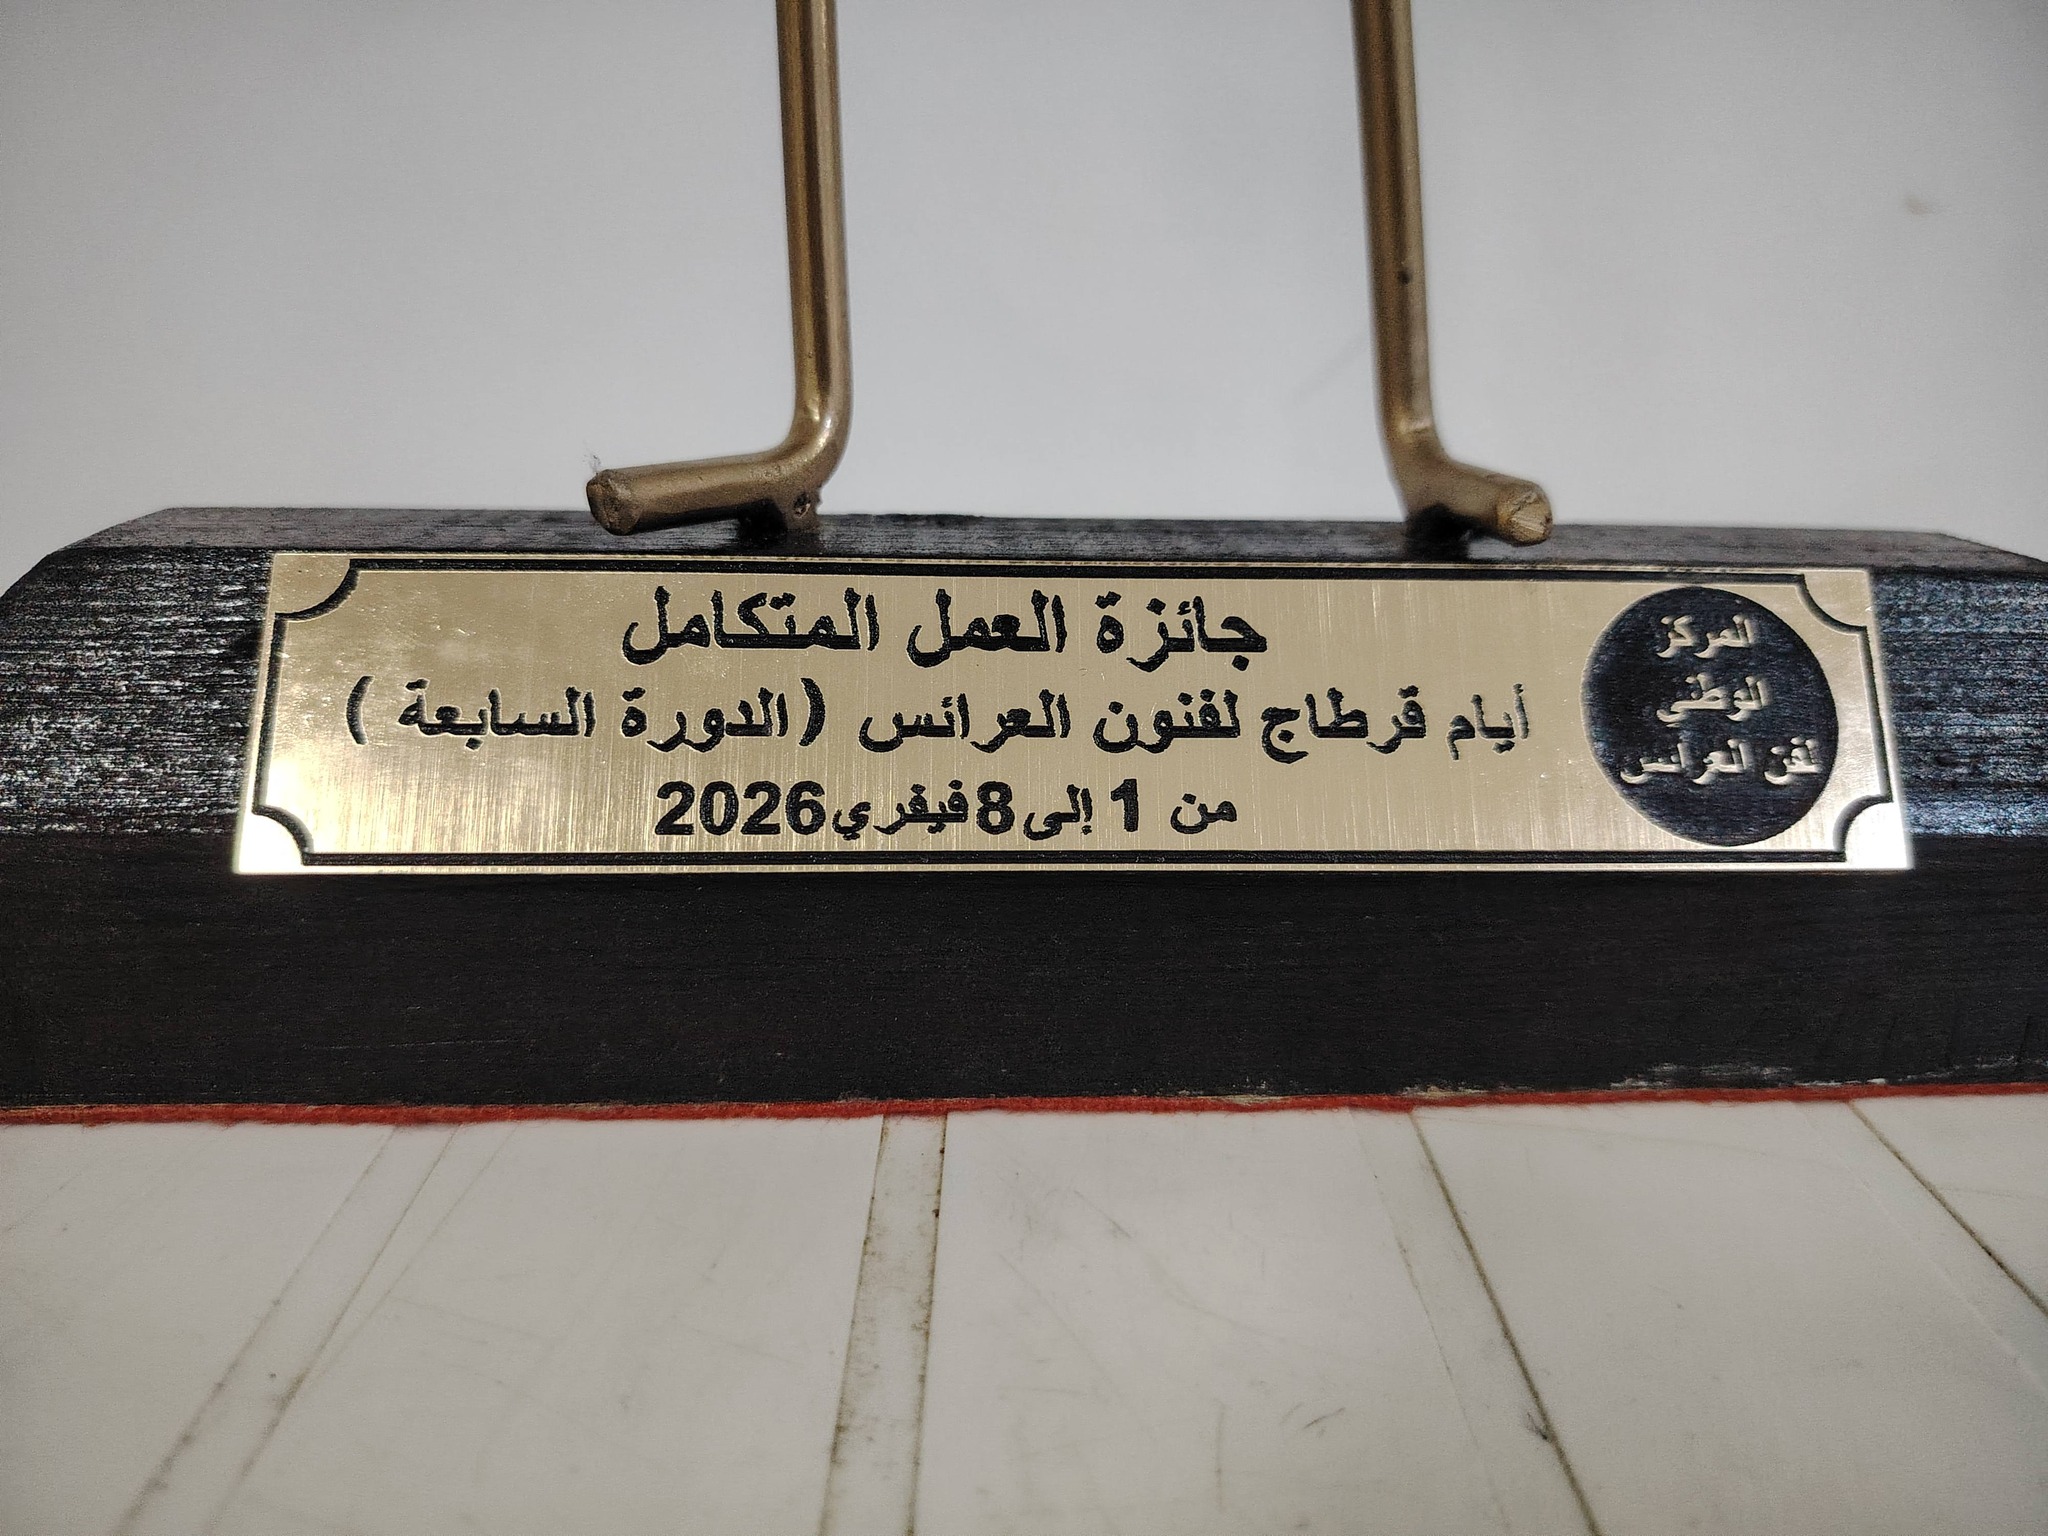 جائزة العمل المتكامل
أيام قرطاج لفنون العرائس (الدورة السابعة )
من 1 إلى 8 فيفري 2026
المركز
الوطني
لفن العرائس